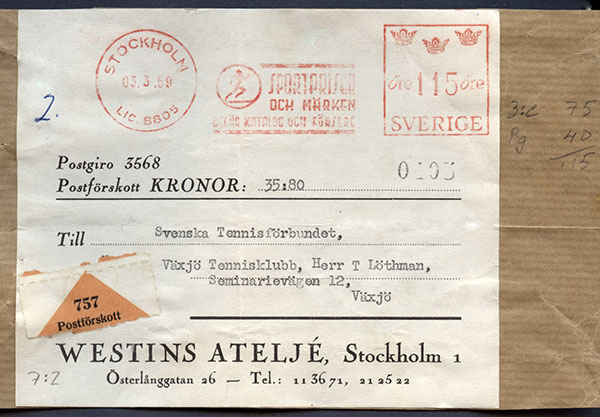 STOCKHOLM
03.3.59
LIC. 8805
SPORTPRISER
OCH MÄRKEN
BEGÄR KATALOG OCH FÖRSLAG
öre 115 öre
SVERIGE
2.
3:c 75
Pg 40
115
Postgiro 3568
0103
Postförskott KRONOR: 35:80
Till Svenska Tennisförbundet,
Växjö Tennisklubb, Herr T Löthman,
Seminarievägen 12,
Växjö
757
Postförskott
WESTINS ATELJÉ, Stockholm 1
7:2
Österlånggatan 26 — Tel.: 11 36 71, 21 25 22